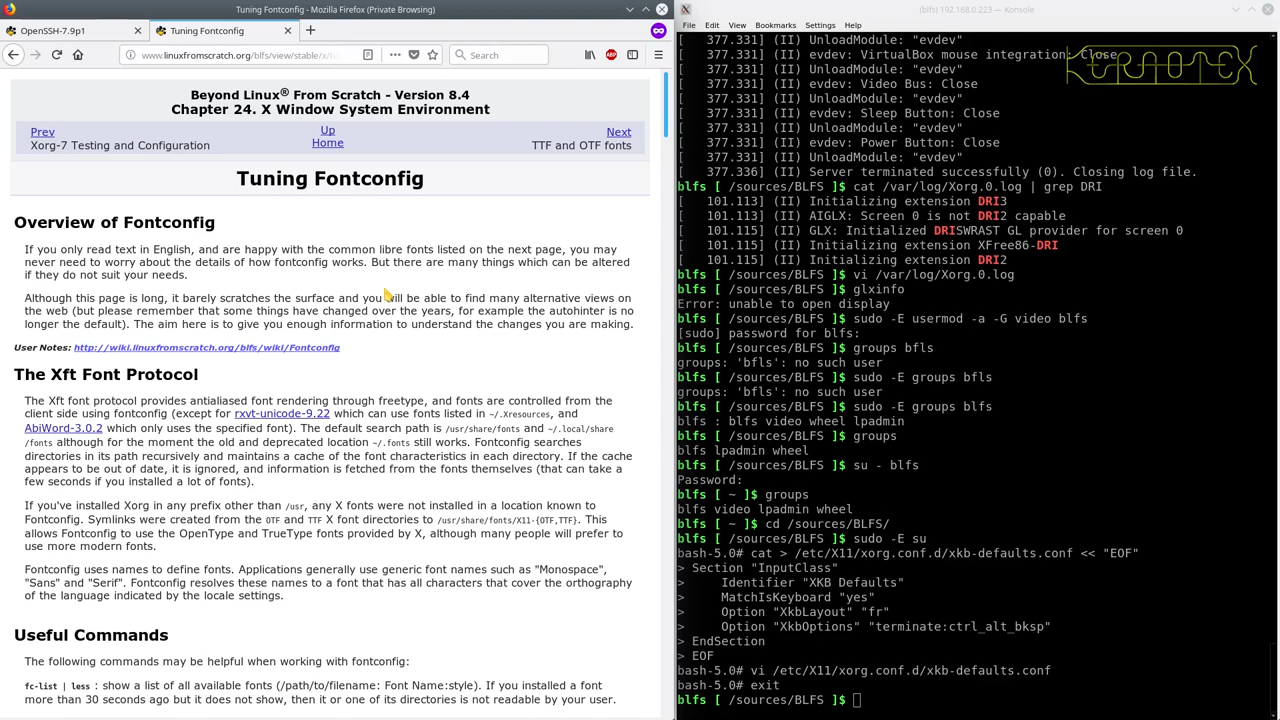 Tuning Fontconfig - Mozilla Firefox (Private Browsing)
OpenSSH-7.9p1
Tuning Fontconfig
www.linuxfromscratch.org/blfs/view/stable/x/tu
Search
Beyond Linux® From Scratch - Version 8.4
Chapter 24. X Window System Environment
Prev
Up
Next
Xorg-7 Testing and Configuration
Home
TTF and OTF fonts
Tuning Fontconfig
Overview of Fontconfig
If you only read text in English, and are happy with the common libre fonts listed on the next page, you may
never need to worry about the details of how fontconfig works. But there are many things which can be altered
if they do not suit your needs.
Although this page is long, it barely scratches the surface and you will be able to find many alternative views on
the web (but please remember that some things have changed over the years, for example the autohinter is no
longer the default). The aim here is to give you enough information to understand the changes you are making.
User Notes: http://wiki.linuxfromscratch.org/blfs/wiki/Fontconfig
The Xft Font Protocol
The Xft font protocol provides antialiased font rendering through freetype, and fonts are controlled from the
client side using fontconfig (except for rxvt-unicode-9.22 which can use fonts listed in ~/.Xresources, and
AbiWord-3.0.2 which only uses the specified font). The default search path is /usr/share/fonts and ~/.local/share
/fonts although for the moment the old and deprecated location ~/.fonts still works. Fontconfig searches
directories in its path recursively and maintains a cache of the font characteristics in each directory. If the cache
appears to be out of date, it is ignored, and information is fetched from the fonts themselves (that can take a
few seconds if you installed a lot of fonts).
If you've installed Xorg in any prefix other than /usr, any X fonts were not installed in a location known to
Fontconfig. Symlinks were created from the OTF and TTF X font directories to /usr/share/fonts/X11-{OTF,TTF}. This
allows Fontconfig to use the OpenType and TrueType fonts provided by X, although many people will prefer to
use more modern fonts.
Fontconfig uses names to define fonts. Applications generally use generic font names such as "Monospace",
"Sans" and "Serif". Fontconfig resolves these names to a font that has all characters that cover the orthography
of the language indicated by the locale settings.
Useful Commands
The following commands may be helpful when working with fontconfig:
fc-list | less : show a list of all available fonts (/path/to/filename: Font Name:style). If you installed a font
more than 30 seconds ago but it does not show, then it or one of its directories is not readable by your user.
(blfs) 192.168.0.223 — Konsole
File Edit View Bookmarks Settings Help
[   377.331] (II) UnloadModule: "evdev"
[   377.331] (II) evdev: VirtualBox mouse integration: Close
[   377.331] (II) UnloadModule: "evdev"
[   377.331] (II) evdev: Video Bus: Close
[   377.331] (II) UnloadModule: "evdev"
[   377.331] (II) evdev: Sleep Button: Close
[   377.331] (II) UnloadModule: "evdev"
[   377.331] (II) evdev: Power Button: Close
[   377.331] (II) UnloadModule: "evdev"
[   377.336] (II) Server terminated successfully (0). Closing log file.
blfs [ /sources/BLFS ]$ cat /var/log/Xorg.0.log | grep DRI
[   101.113] (II) Initializing extension DRI3
[   101.113] (II) AIGLX: Screen 0 is not DRI2 capable
[   101.115] (II) GLX: Initialized DRISWRAST GL provider for screen 0
[   101.115] (II) Initializing extension XFree86-DRI
[   101.115] (II) Initializing extension DRI2
blfs [ /sources/BLFS ]$ vi /var/log/Xorg.0.log
blfs [ /sources/BLFS ]$ glxinfo
Error: unable to open display
blfs [ /sources/BLFS ]$ sudo -E usermod -a -G video blfs
[sudo] password for blfs:
blfs [ /sources/BLFS ]$ groups bfls
groups: 'bfls': no such user
blfs [ /sources/BLFS ]$ sudo -E groups bfls
groups: 'bfls': no such user
blfs [ /sources/BLFS ]$ sudo -E groups blfs
blfs : blfs video wheel lpadmin
blfs [ /sources/BLFS ]$ groups
blfs lpadmin wheel
blfs [ /sources/BLFS ]$ su - blfs
Password:
blfs [ ~ ]$ groups
blfs video lpadmin wheel
blfs [ ~ ]$ cd /sources/BLFS/
blfs [ /sources/BLFS ]$ sudo -E su
bash-5.0# cat > /etc/X11/xorg.conf.d/xkb-defaults.conf << "EOF"
> Section "InputClass"
>     Identifier "XKB Defaults"
>     MatchIsKeyboard "yes"
>     Option "XkbLayout" "fr"
>     Option "XkbOptions" "terminate:ctrl_alt_bksp"
> EndSection
> EOF
bash-5.0# vi /etc/X11/xorg.conf.d/xkb-defaults.conf
bash-5.0# exit
blfs [ /sources/BLFS ]$